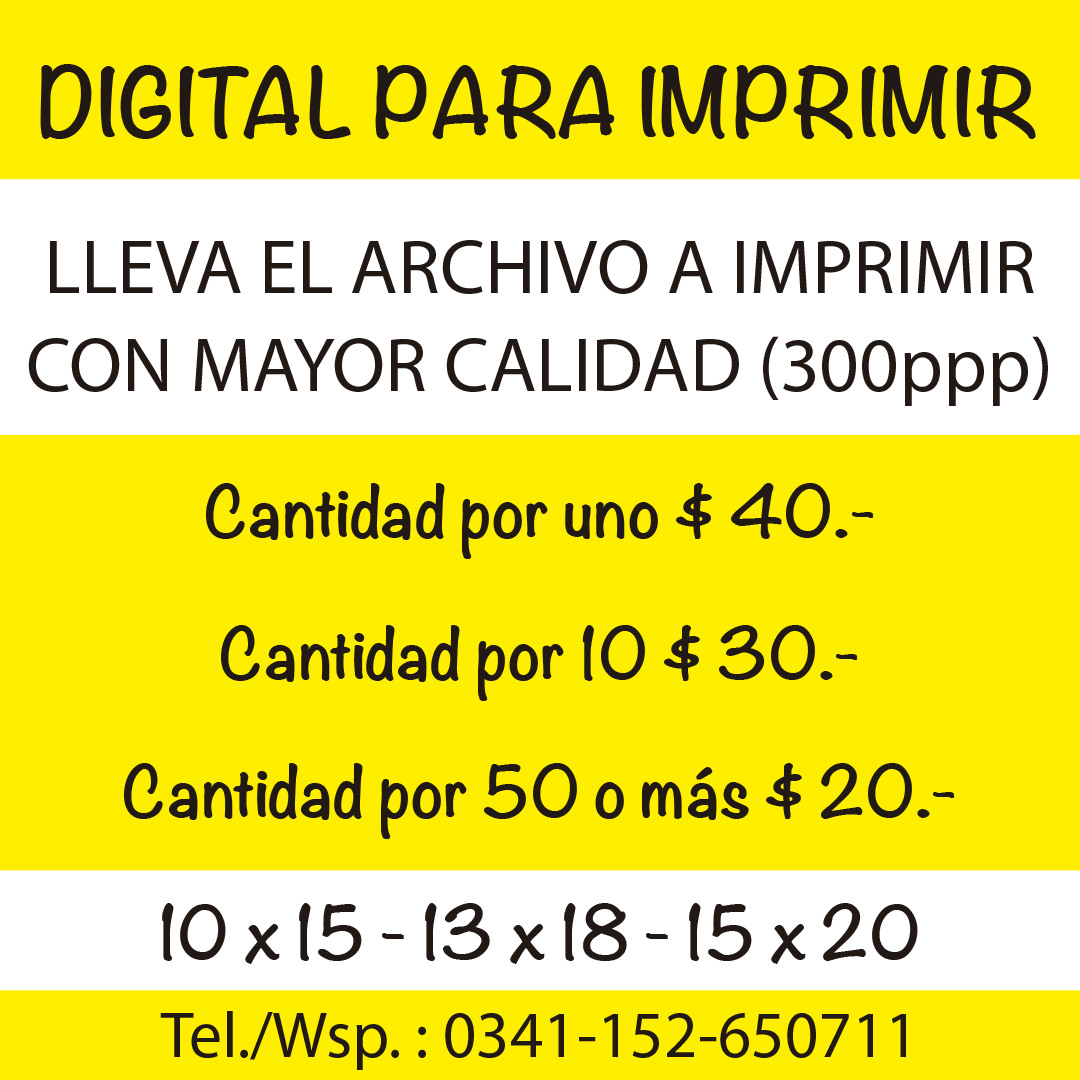 DIGITAL PARA IMPRIMIR
LLEVA EL ARCHIVO A IMPRIMIR
CON MAYOR CALIDAD (300ppp)
Cantidad por uno $ 40.-
Cantidad por 10 $ 30.-
Cantidad por 50 o más $ 20.-
10 x 15 - 13 x 18 - 15 x 20
Tel./Wsp. : 0341-152-650711